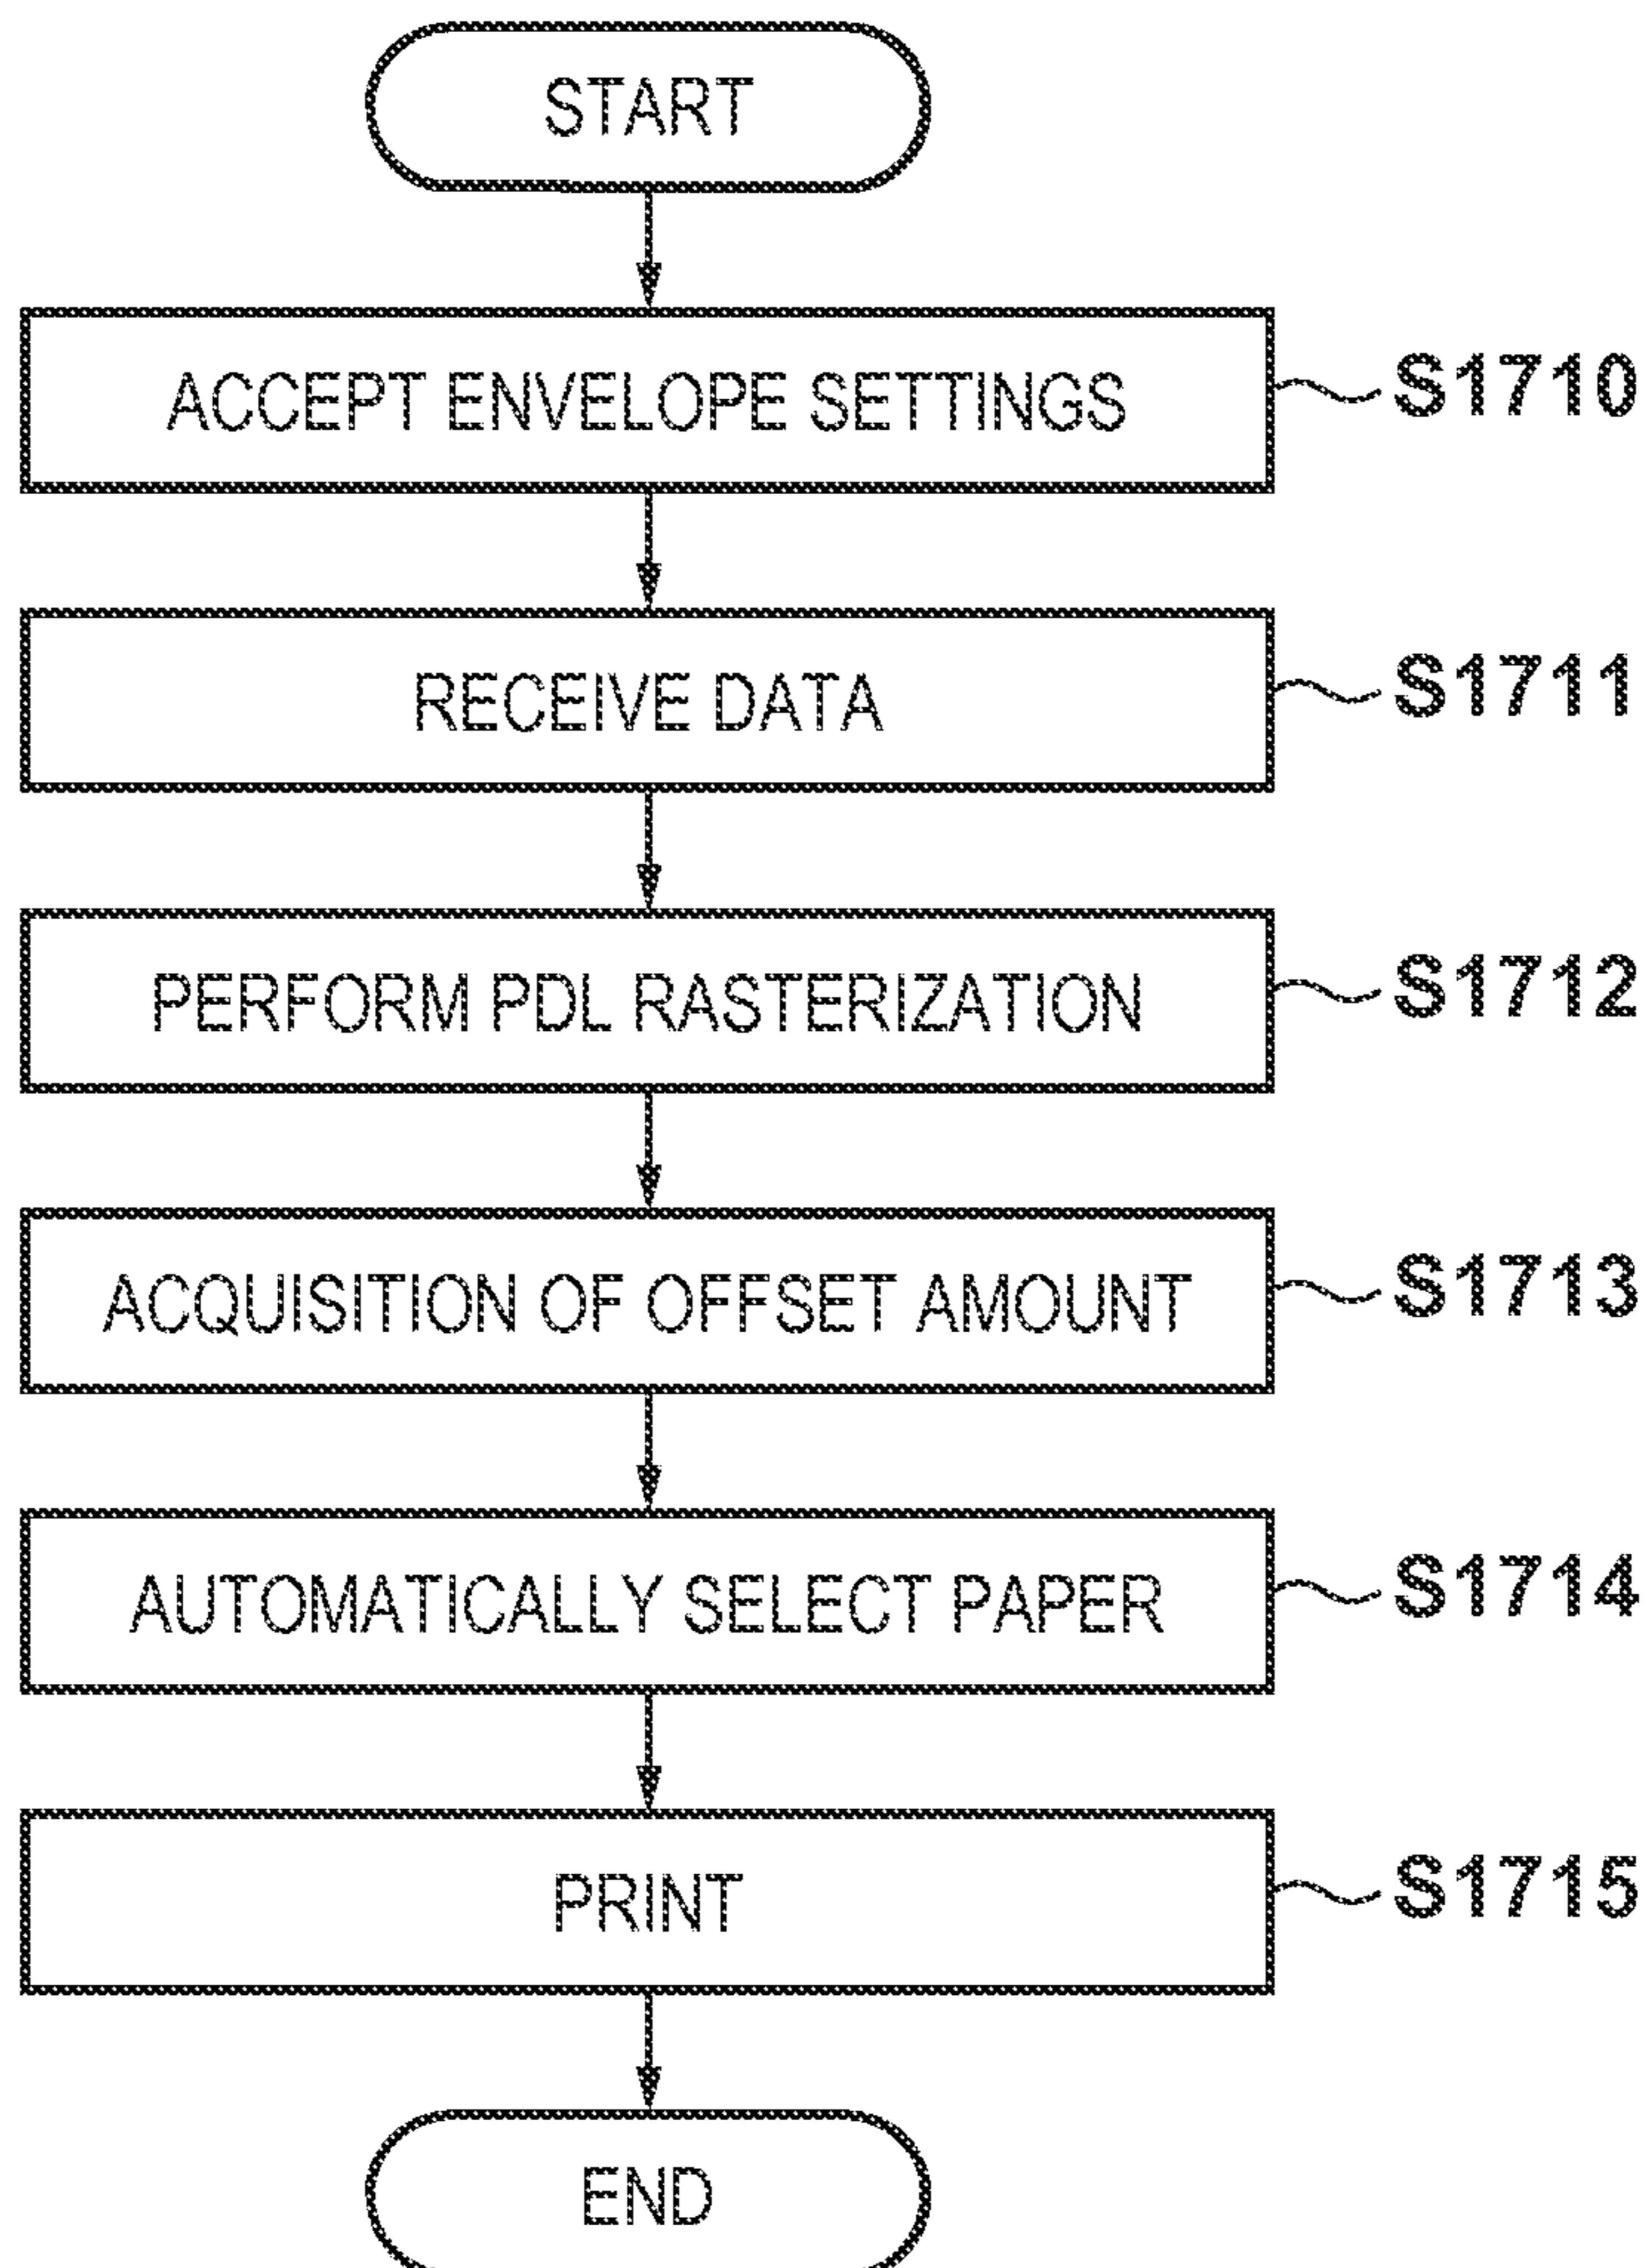 START
ACCEPT ENVELOPE SETTINGS
S1710
RECEIVE DATA
S1711
PERFORM PDL RASTERIZATION
S1712
ACQUISITION OF OFFSET AMOUNT
S1713
AUTOMATICALLY SELECT PAPER
S1714
PRINT
S1715
END